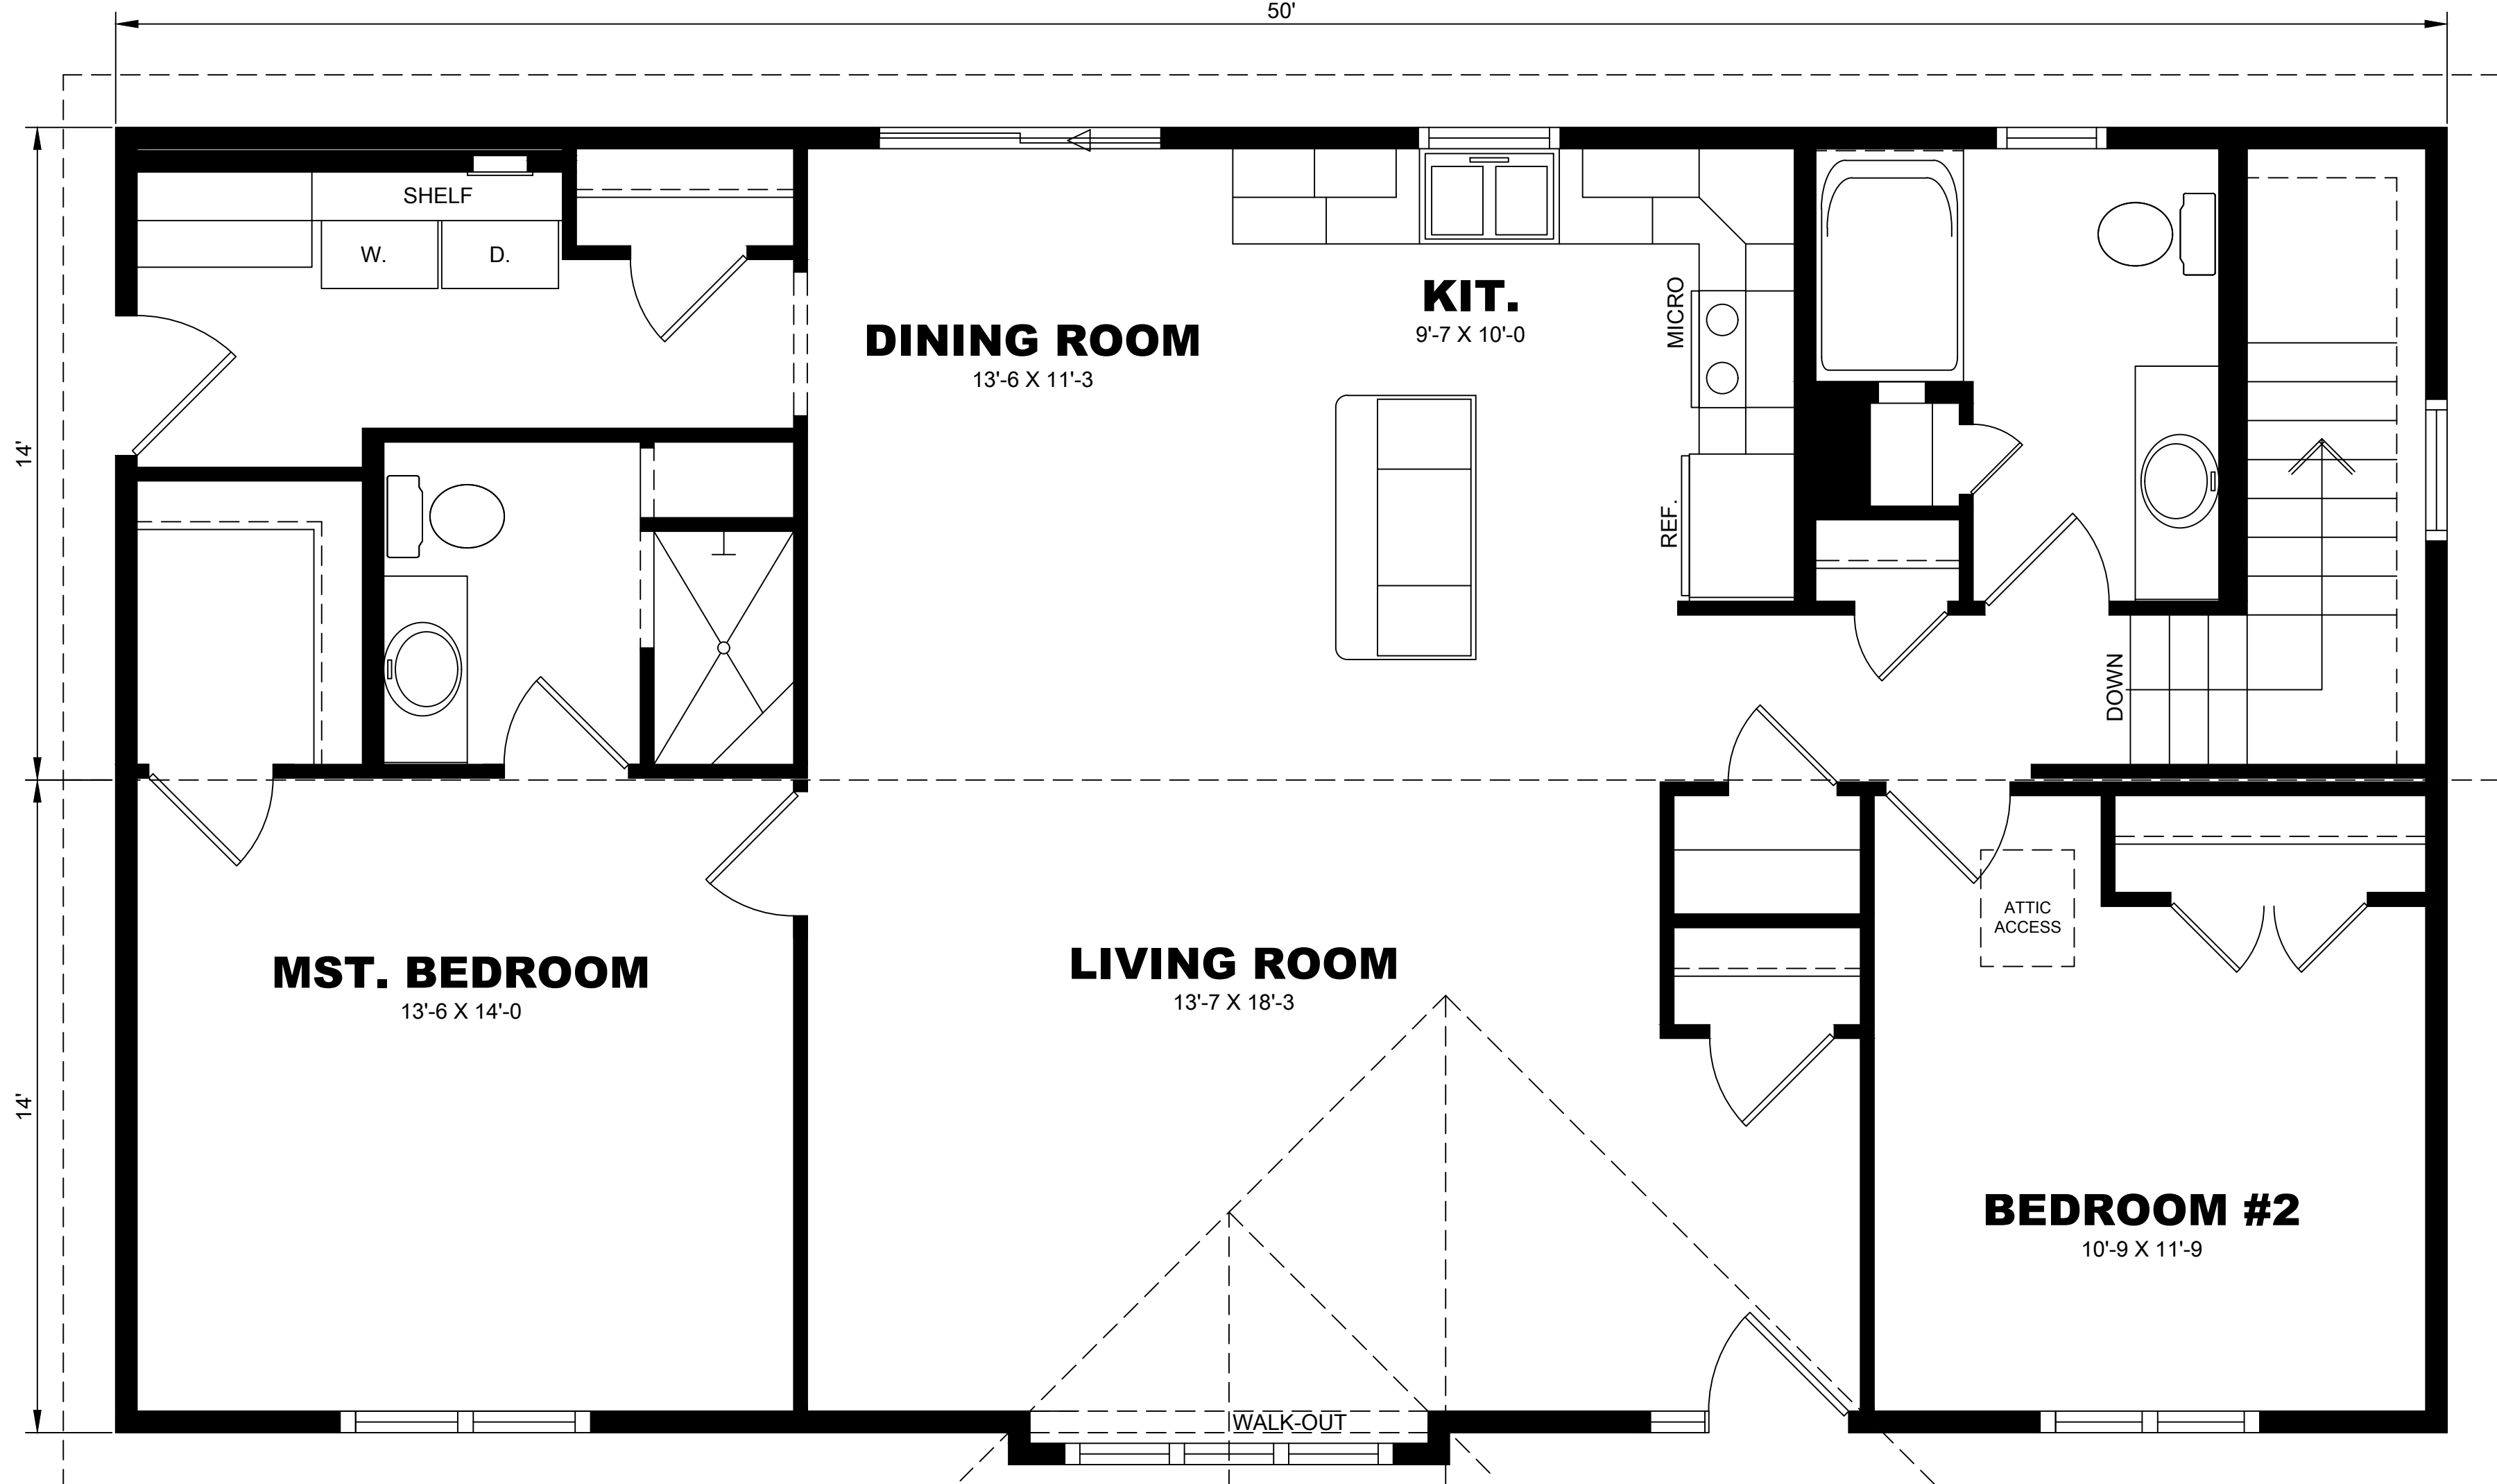 50'
SHELF
W.
D.
KIT.
9'-7 X 10'-0
MICRO
DINING ROOM
13'-6 X 11'-3
14'
REF.
DOWN
ATTIC
ACCESS
MST. BEDROOM
13'-6 X 14'-0
LIVING ROOM
13'-7 X 18'-3
14'
BEDROOM #2
10'-9 X 11'-9
WALK-OUT